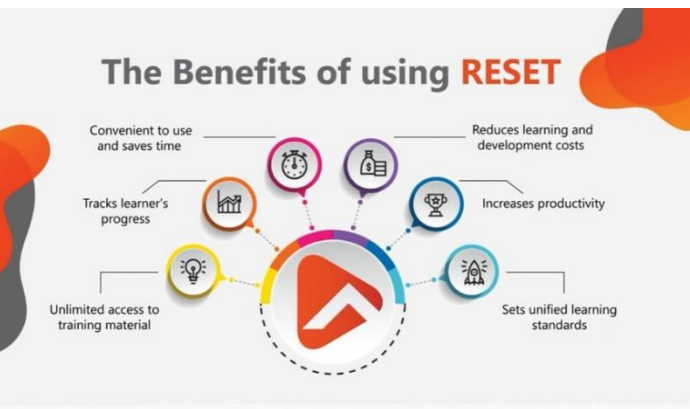 The Benefits of using RESET
Convenient to use
and saves time
Reduces learning and
development costs
Tracks learner's
progress
Increases productivity
Unlimited access to
training material
Sets unified learning
standards